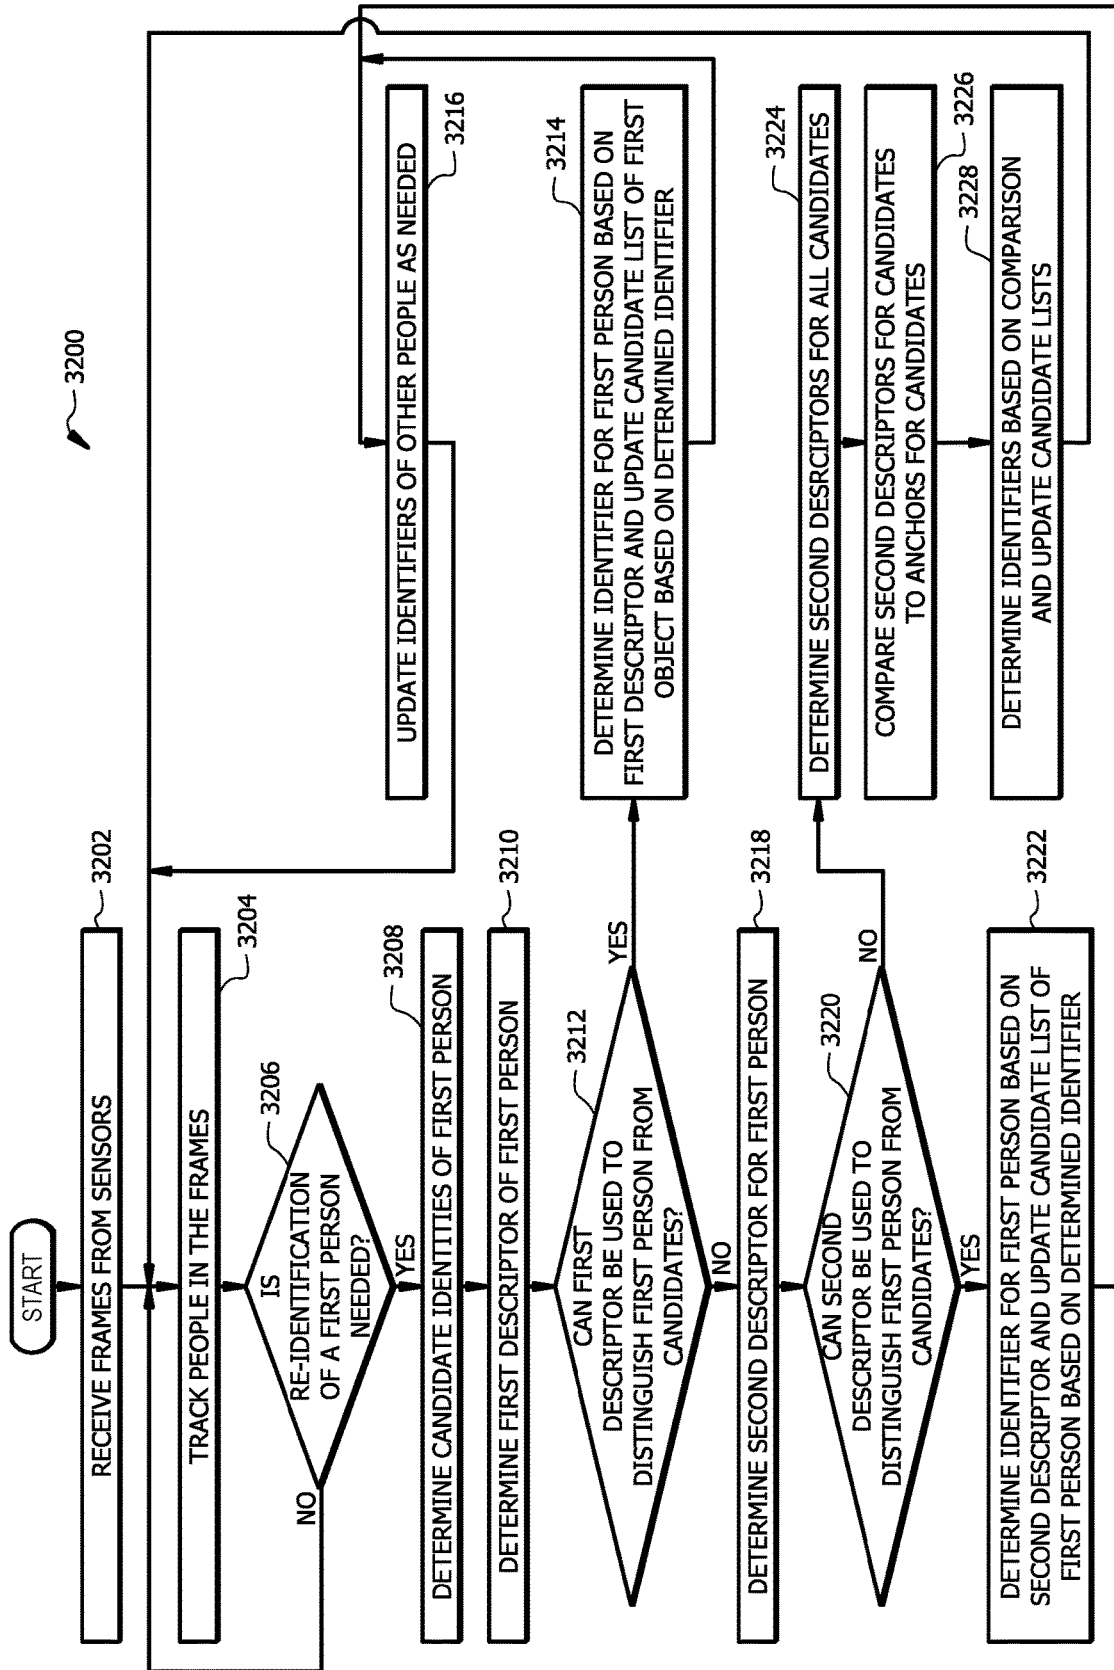 3200
START
RECEIVE FRAMES FROM SENSORS
3202
TRACK PEOPLE IN THE FRAMES
3204
IS
RE-IDENTIFICATION
OF A FIRST PERSON
NEEDED?
3206
NO
YES
DETERMINE CANDIDATE IDENTITIES OF FIRST PERSON
3208
DETERMINE FIRST DESCRIPTOR OF FIRST PERSON
3210
CAN FIRST
DESCRIPTOR BE USED TO
DISTINGUISH FIRST PERSON FROM
CANDIDATES?
3212
YES
NO
DETERMINE IDENTIFIER FOR FIRST PERSON BASED ON
FIRST DESCRIPTOR AND UPDATE CANDIDATE LIST OF FIRST
OBJECT BASED ON DETERMINED IDENTIFIER
3214
UPDATE IDENTIFIERS OF OTHER PEOPLE AS NEEDED
3216
DETERMINE SECOND DESCRIPTOR FOR FIRST PERSON
3218
CAN SECOND
DESCRIPTOR BE USED TO
DISTINGUISH FIRST PERSON FROM
CANDIDATES?
3220
NO
YES
DETERMINE IDENTIFIER FOR FIRST PERSON BASED ON
SECOND DESCRIPTOR AND UPDATE CANDIDATE LIST OF
FIRST PERSON BASED ON DETERMINED IDENTIFIER
3222
DETERMINE SECOND DESRCIPTORS FOR ALL CANDIDATES
3224
COMPARE SECOND DESCRIPTORS FOR CANDIDATES
TO ANCHORS FOR CANDIDATES
3226
DETERMINE IDENTIFIERS BASED ON COMPARISON
AND UPDATE CANDIDATE LISTS
3228